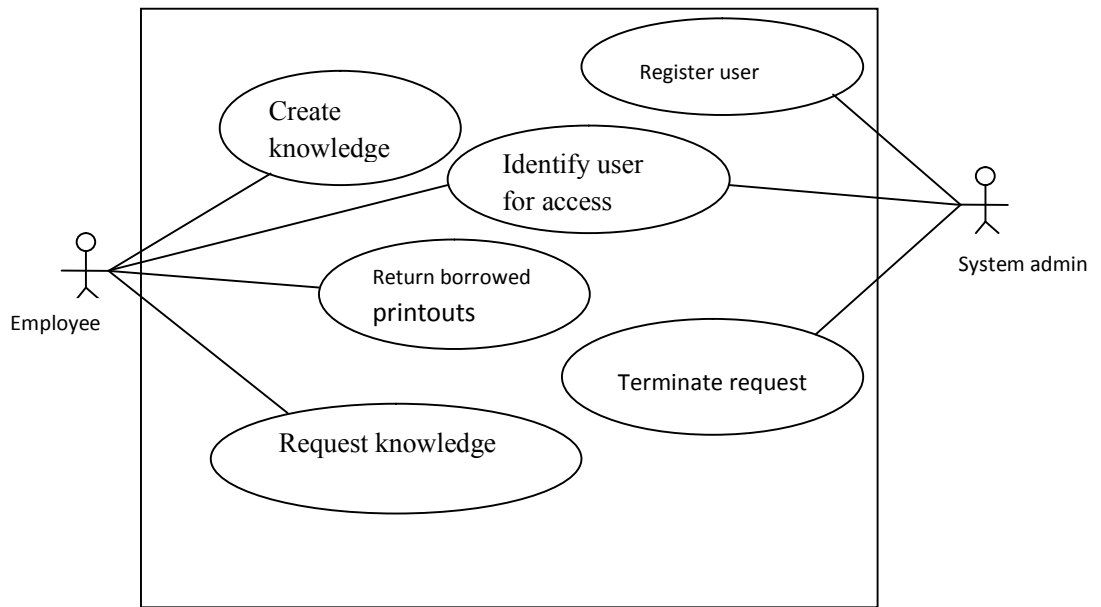 Register user
Create
knowledge
Identify user
for access
System admin
Return borrowed
printouts
Employee
Terminate request
Request knowledge